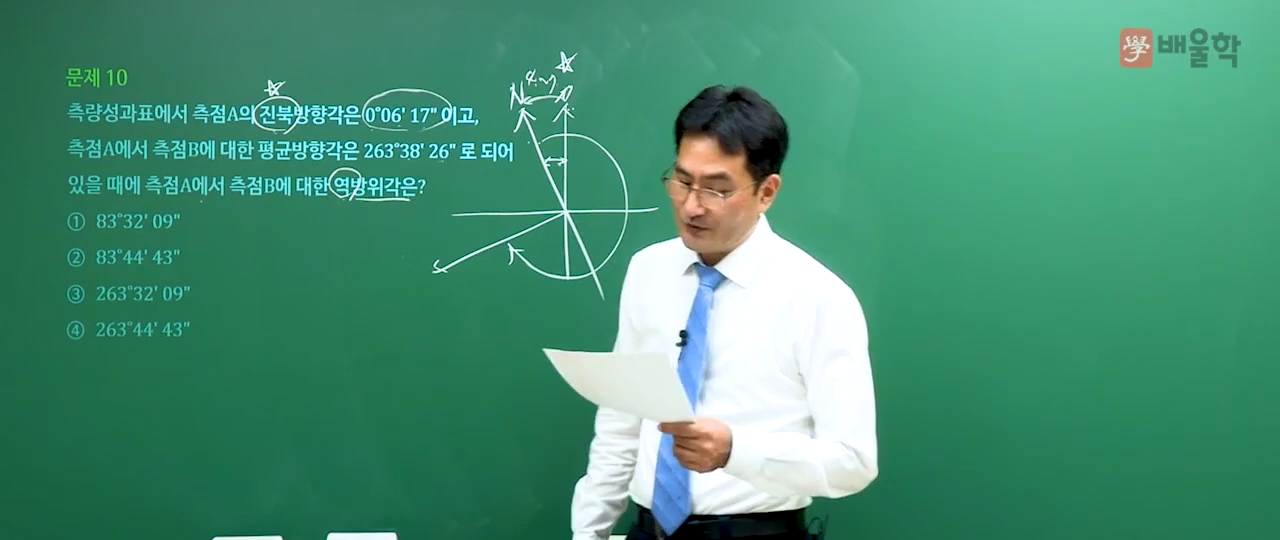 學 배울학
문제 10
측량성과표에서 측점A의 진북방향각은 0°06' 17" 이고,
측점A에서 측점B에 대한 평균방향각은 263°38' 26" 로 되어
있을 때에 측점A에서 측점B에 대한 역방위각은?
① 83°32' 09"
② 83°44' 43"
③ 263°32' 09"
④ 263°44' 43"
N